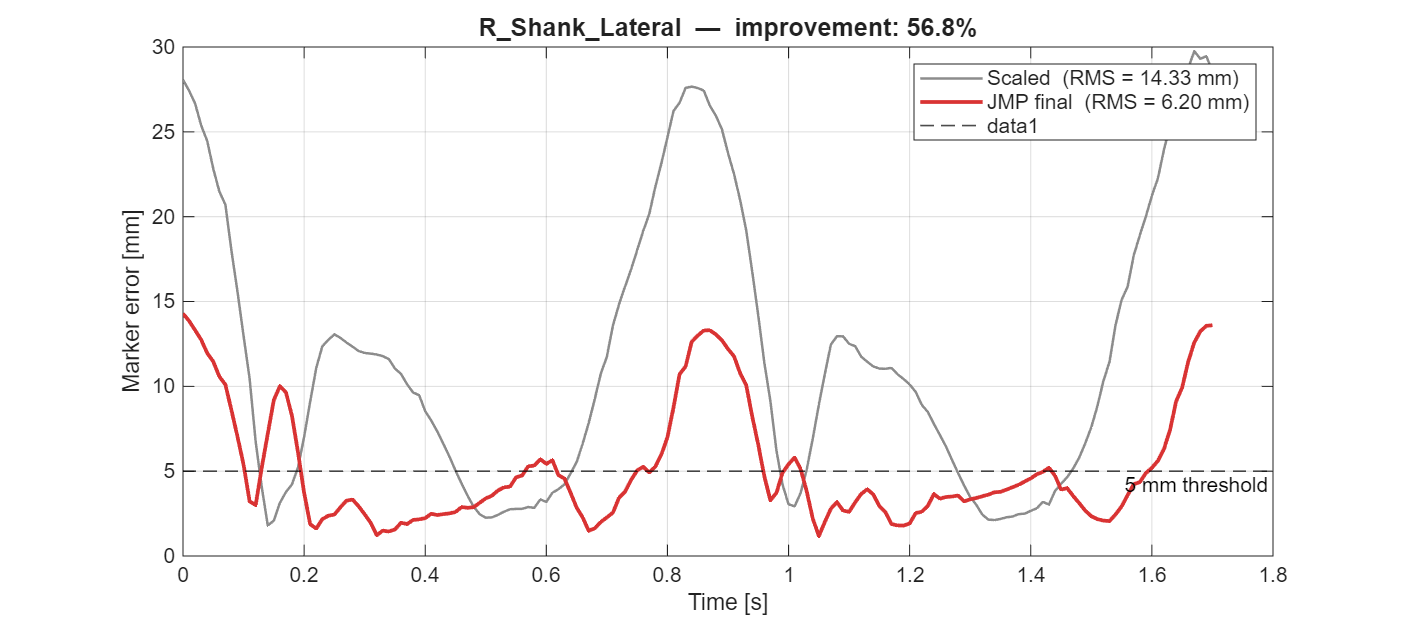 R_Shank_Lateral — improvement: 56.8%
30
25
20
15
10
5
0
Marker error [mm]
Scaled (RMS = 14.33 mm)
JMP final (RMS = 6.20 mm)
data1
5 mm threshold
0 0.2 0.4 0.6 0.8 1 1.2 1.4 1.6 1.8
Time [s]